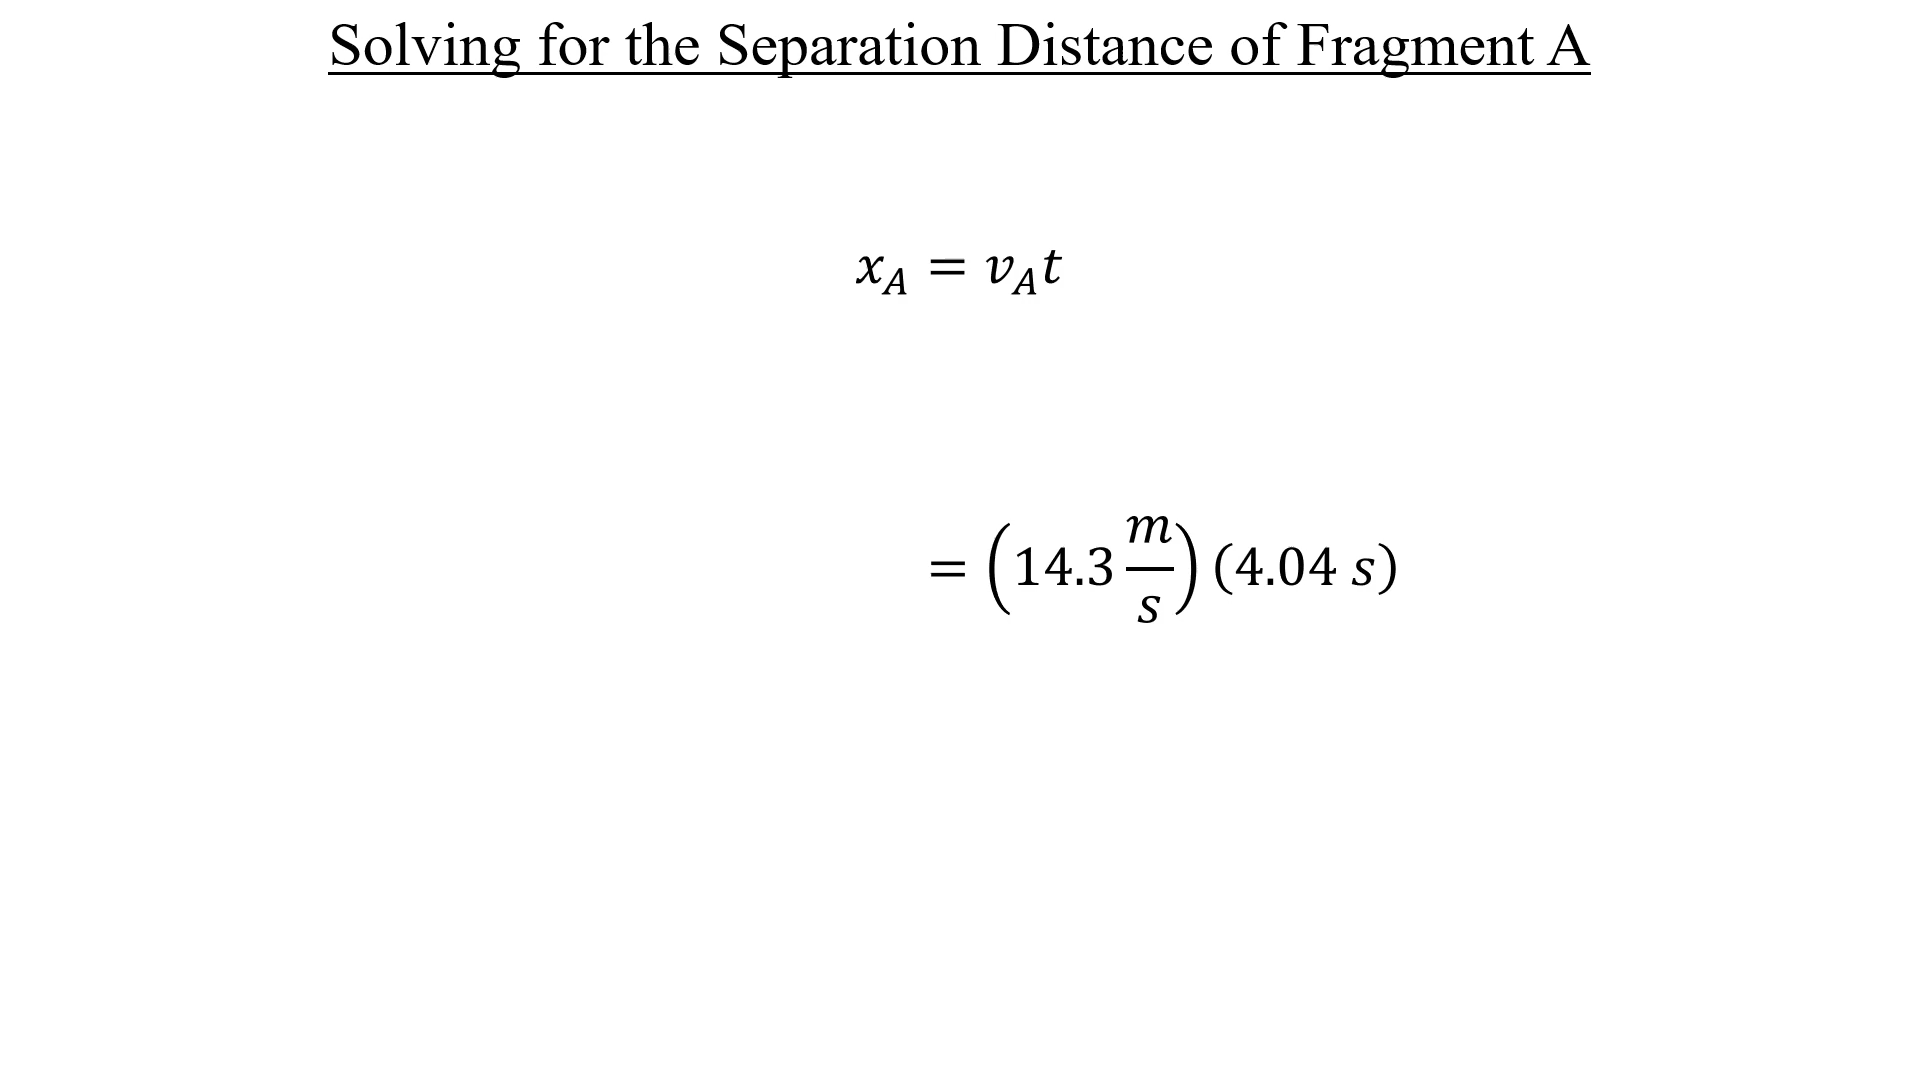 Solving for the Separation Distance of Fragment A
x_A = v_A t
= (14.3 m/s) (4.04 s)